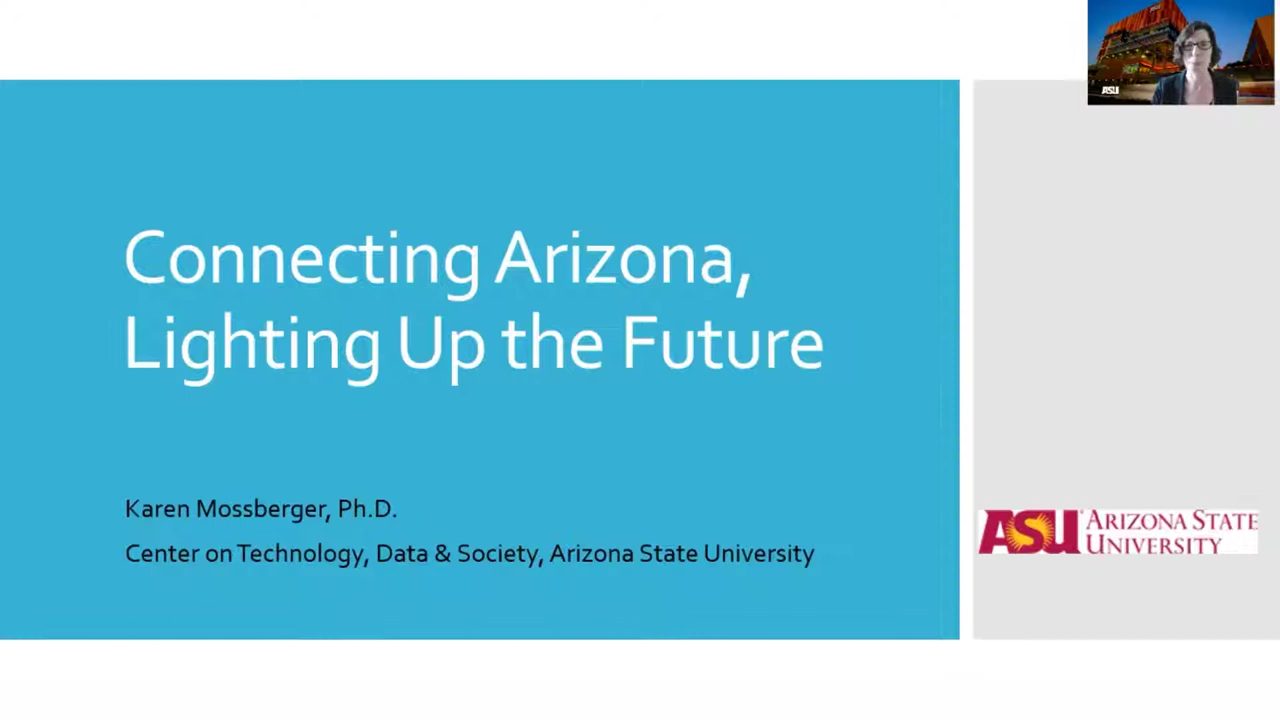 ASU
Connecting Arizona,
Lighting Up the Future
Karen Mossberger, Ph.D.
Center on Technology, Data & Society, Arizona State University
ASU ARIZONA STATE
UNIVERSITY